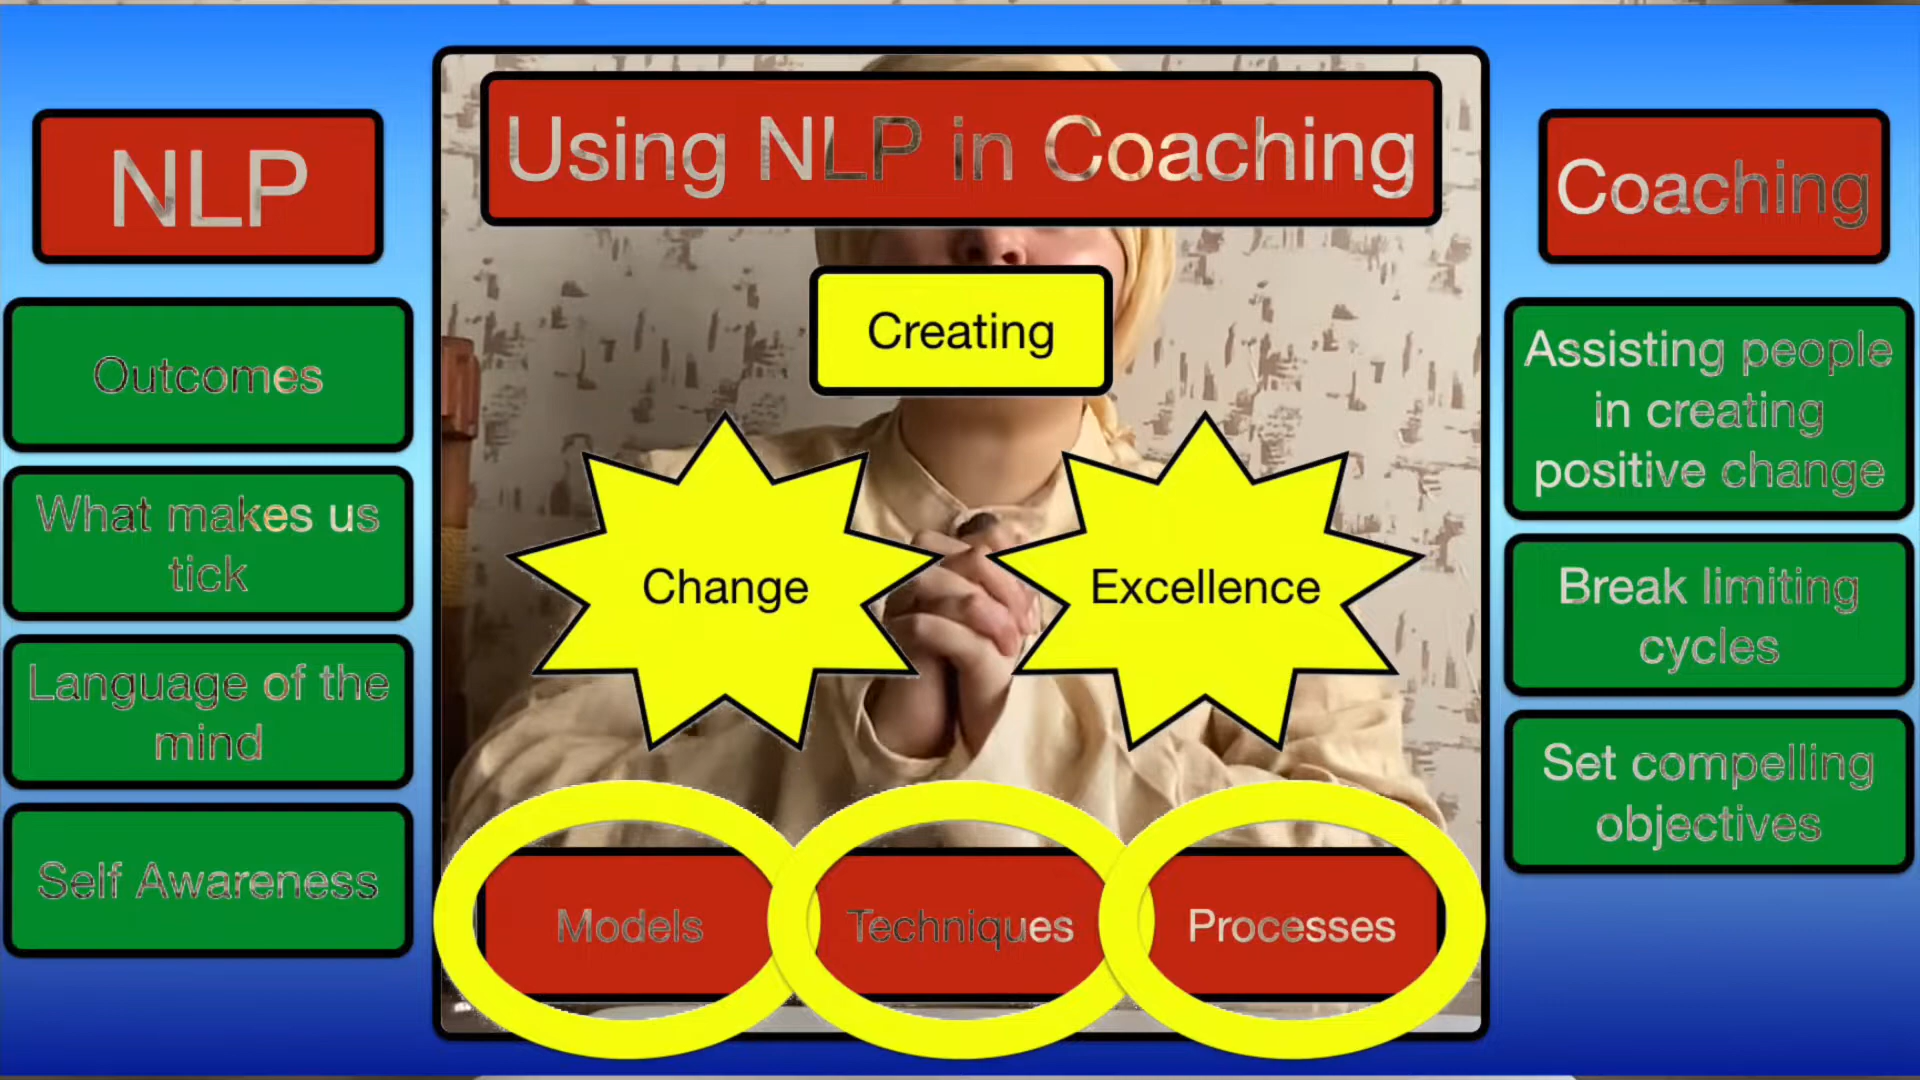 NLP
Outcomes
What makes us
tick
Language of the
mind
Self Awareness
Using NLP in Coaching
Creating
Change
Excellence
Models
Techniques
Processes
Coaching
Assisting people
in creating
positive change
Break limiting
cycles
Set compelling
objectives